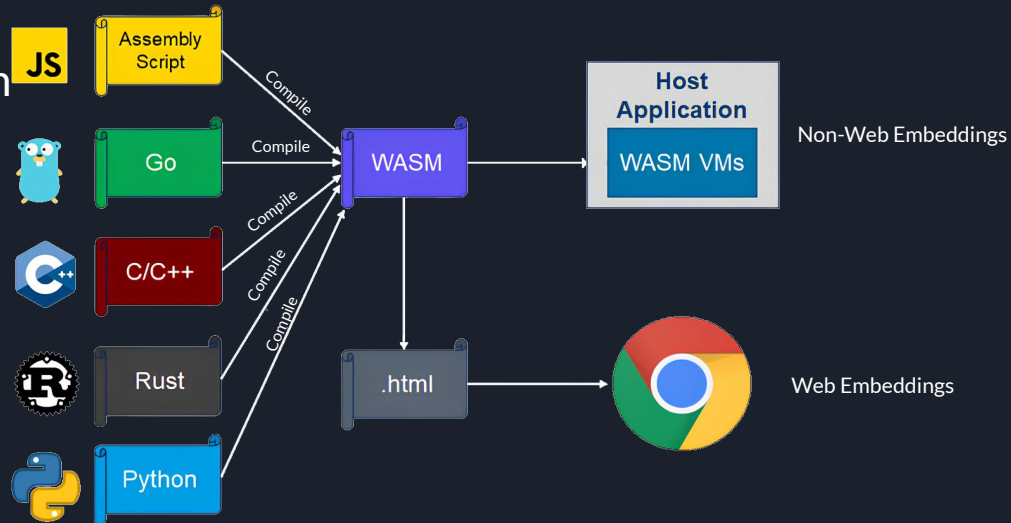 JS
Assembly
Script
Compile
n
Go
Compile
WASM
Host
Application
WASM VMs
Non-Web Embeddings
Compile
C++
C/C++
Compile
Compile
R
Rust
.html
Web Embeddings
Python